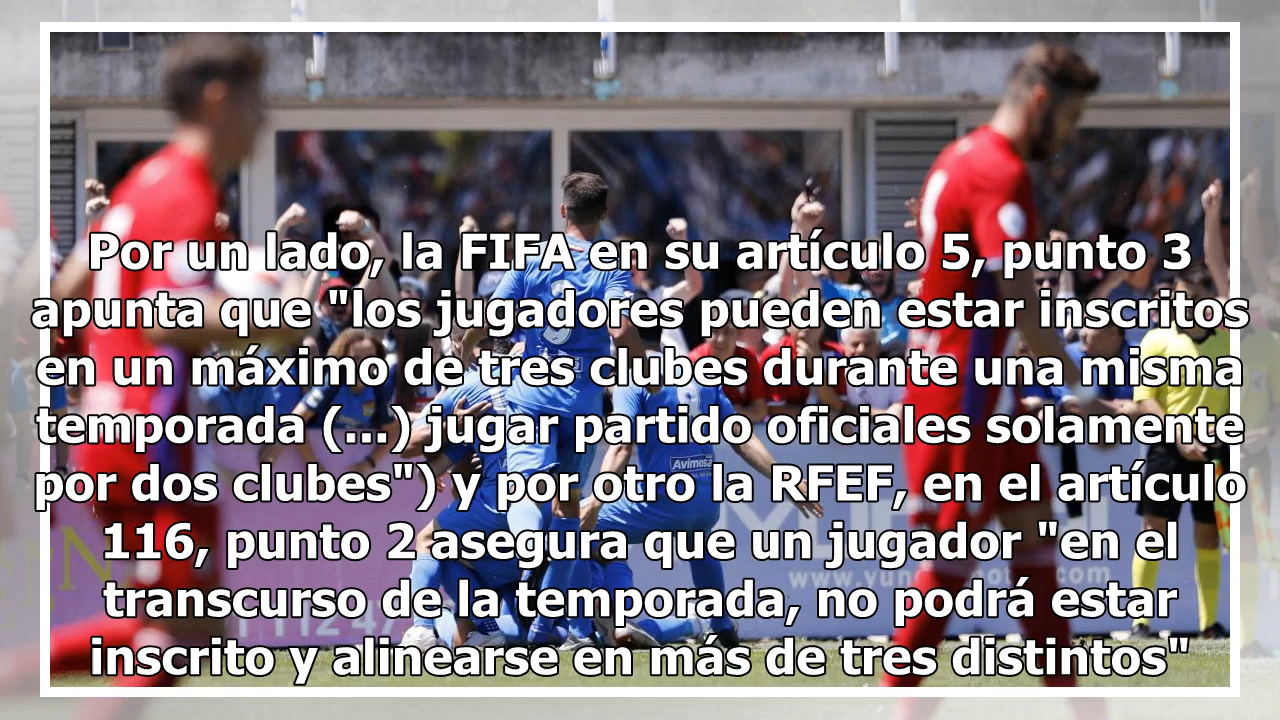 Por un lado, la FIFA en su artículo 5, punto 3
apunta que "los jugadores pueden estar inscritos
en un máximo de tres clubes durante una misma
temporada (...) jugar partido oficiales solamente
por dos clubes") y por otro la RFEF, en el artículo
116, punto 2 asegura que un jugador "en el
transcurso de la temporada, no podrá estar
inscrito y alinearse en más de tres distintos"
Avimosa